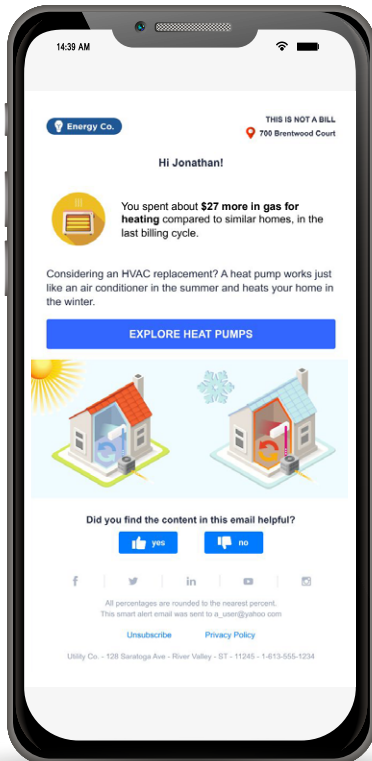 14:39 AM
Energy Co.
THIS IS NOT A BILL
700 Brentwood Court
Hi Jonathan!
You spent about $27 more in gas for
heating compared to similar homes, in the
last billing cycle.
Considering an HVAC replacement? A heat pump works just
like an air conditioner in the summer and heats your home in
the winter.
EXPLORE HEAT PUMPS
Did you find the content in this email helpful?
yes
no
All percentages are rounded to the nearest percent.
This smart alert email was sent to a_user@yahoo com
Unsubscribe Privacy Policy
Utility Co. - 128 Saratoga Ave - River Valley - ST - 11245 - 1-613-555-1234